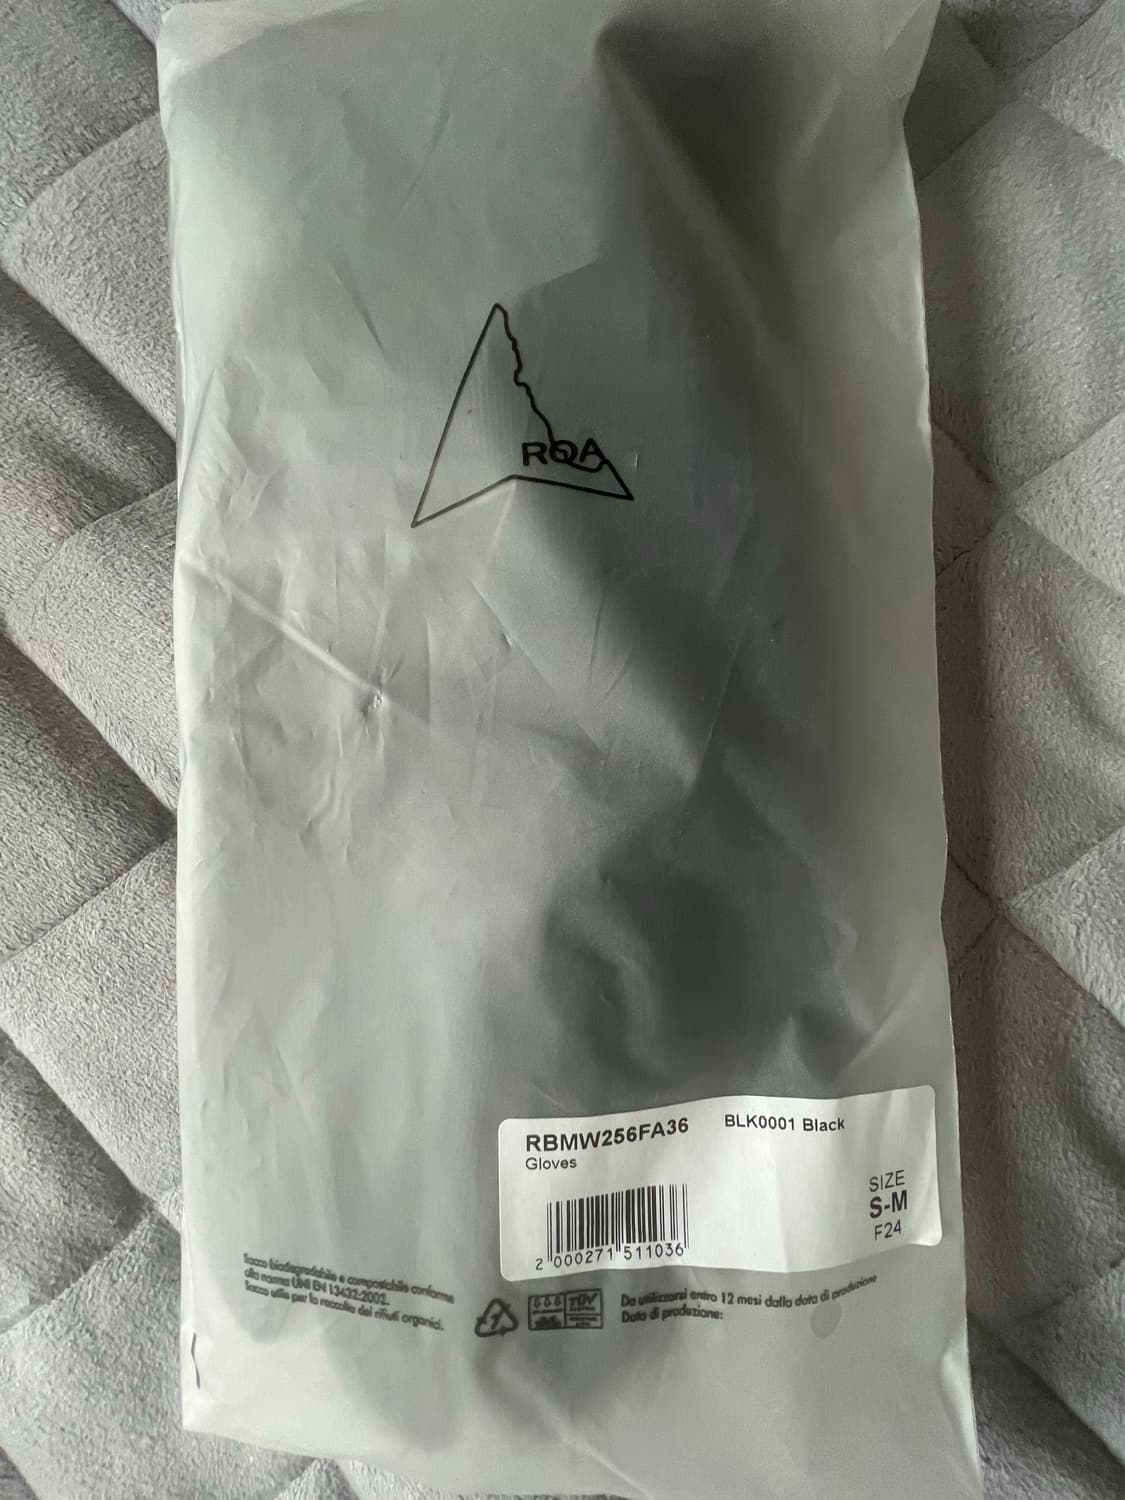 ROA
RBMW256FA36 BLK0001 Black
Gloves
SIZE
S-M
F24
2 000271 511036
Sacco biodegradabile e compostabile conforme
alla norma UNI EN 13432:2002.
Sacco utile per la raccolta dei rifiuti organici.
7
TÜV
Da utilizzarsi entro 12 mesi dalla data di produzione
Data di produzione: